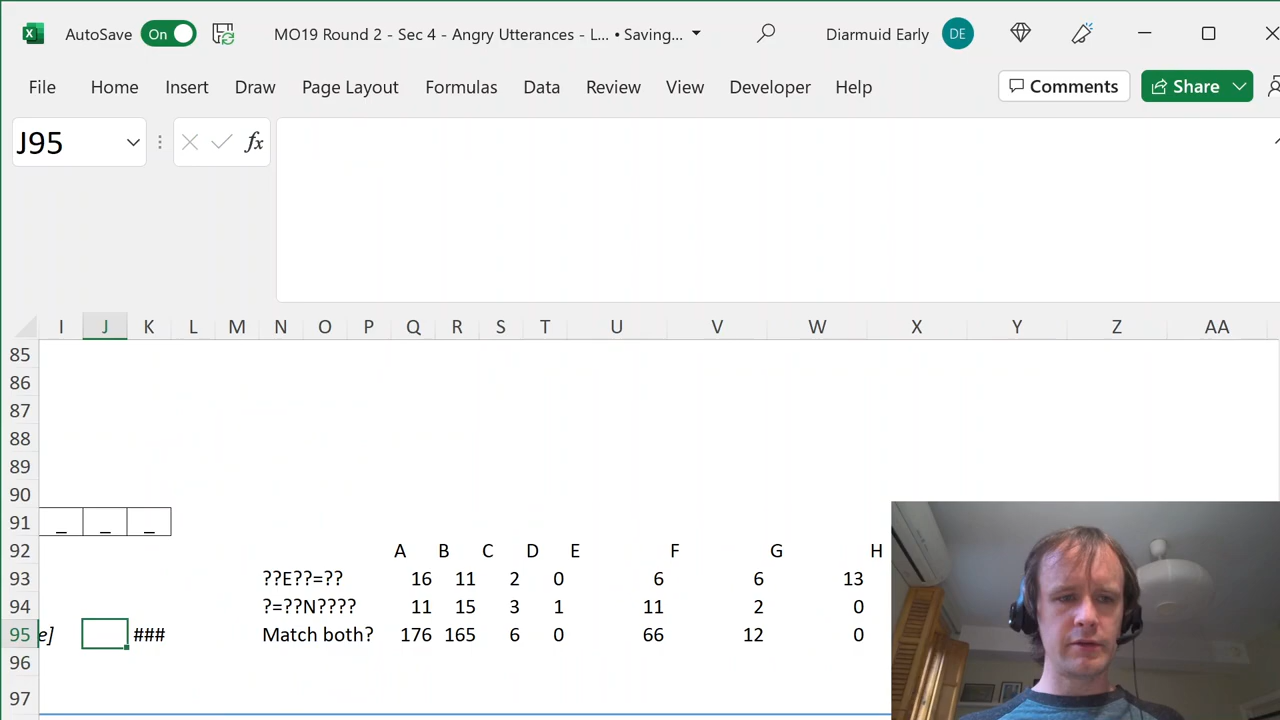 AutoSave On MO19 Round 2 - Sec 4 - Angry Utterances - L... • Saving... Diarmuid Early DE
File Home Insert Draw Page Layout Formulas Data Review View Developer Help Comments Share
J95 fx
I J K L M N O P Q R S T U V W X Y Z AA
85
86
87
88
89
90
91 _ _ _
92 A B C D E F G H
93 ??E??=?? 16 11 2 0 6 6 13
94 ?=??N???? 11 15 3 1 11 2 0
95 e] ### Match both? 176 165 6 0 66 12 0
96
97